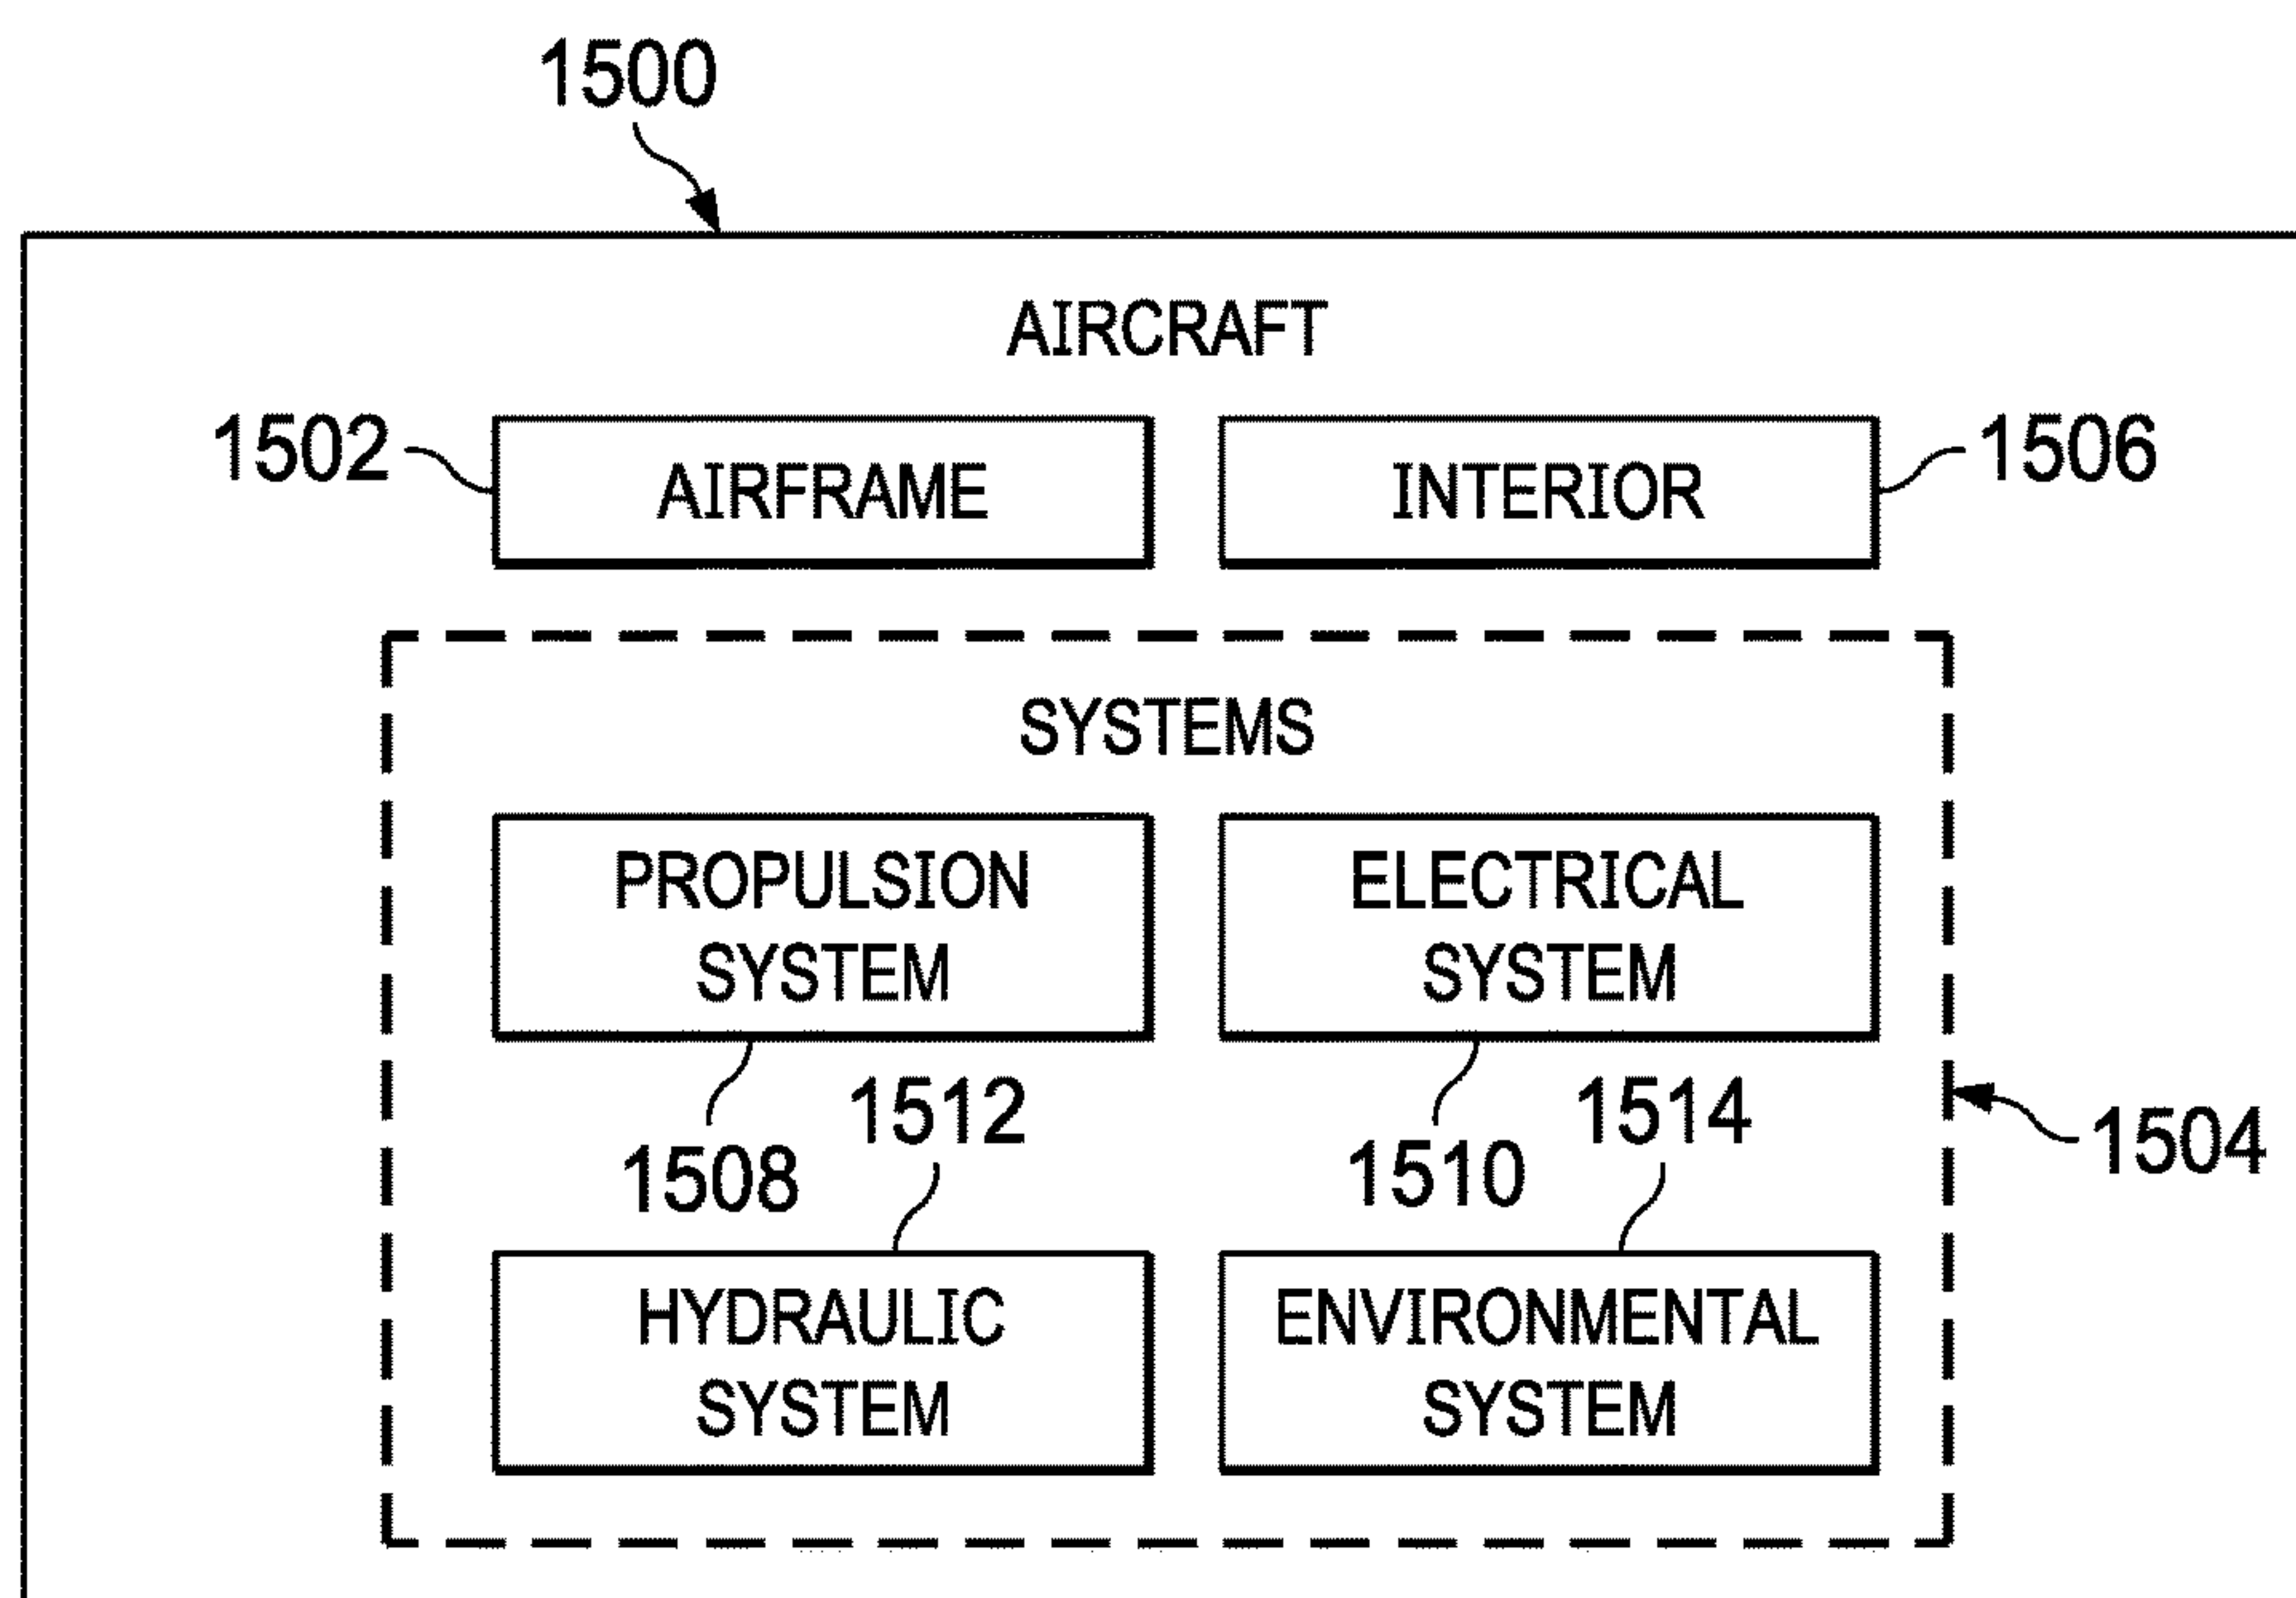 1500
AIRCRAFT
1502 AIRFRAME INTERIOR 1506
SYSTEMS
PROPULSION ELECTRICAL
SYSTEM SYSTEM
1512 1514
1508 1510 1504
HYDRAULIC ENVIRONMENTAL
SYSTEM SYSTEM